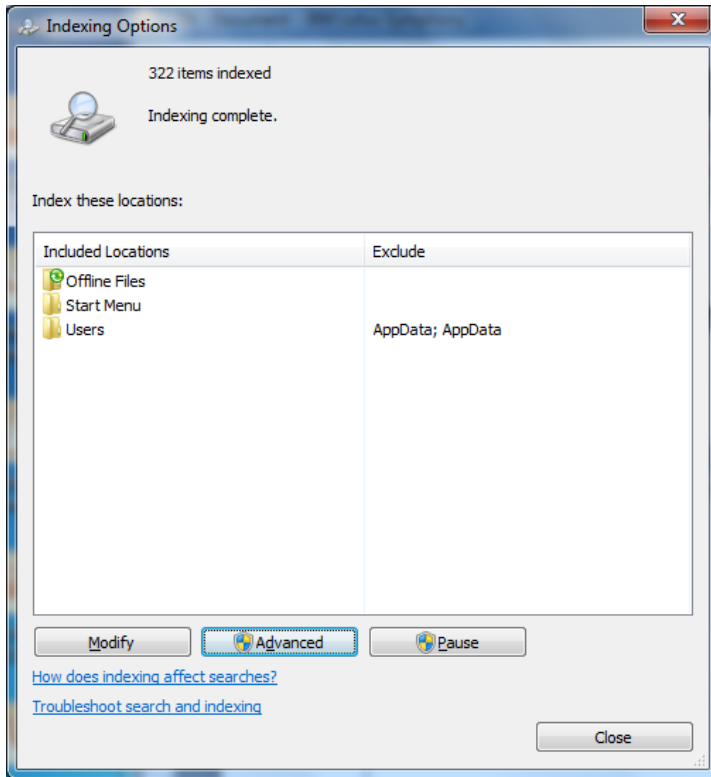 Indexing Options
322 items indexed
Indexing complete.
Index these locations:
Included Locations Exclude
Offline Files
Start Menu
Users AppData; AppData
Modify Advanced Pause
How does indexing affect searches?
Troubleshoot search and indexing
Close